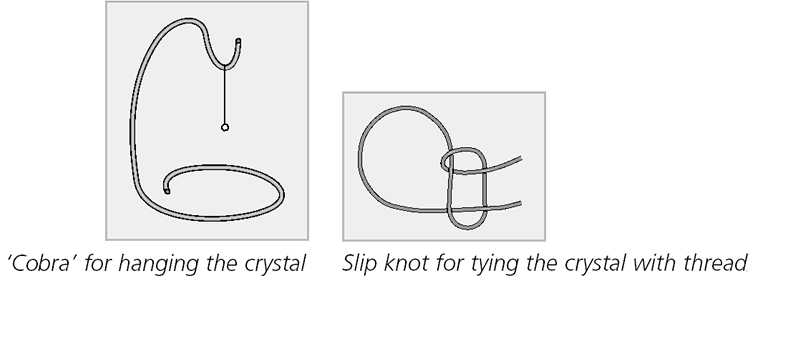 ‘Cobra’ for hanging the crystal
Slip knot for tying the crystal with thread